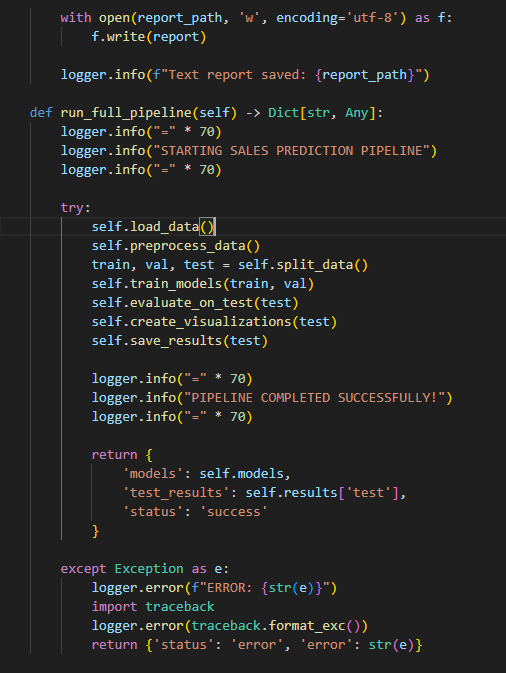 with open(report_path, 'w', encoding='utf-8') as f:
    f.write(report)
logger.info(f"Text report saved: {report_path}")
def run_full_pipeline(self) -> Dict[str, Any]:
    logger.info("=" * 70)
    logger.info("STARTING SALES PREDICTION PIPELINE")
    logger.info("=" * 70)
    try:
        self.load_data()
        self.preprocess_data()
        train, val, test = self.split_data()
        self.train_models(train, val)
        self.evaluate_on_test(test)
        self.create_visualizations(test)
        self.save_results(test)
        logger.info("=" * 70)
        logger.info("PIPELINE COMPLETED SUCCESSFULLY!")
        logger.info("=" * 70)
        return {
            'models': self.models,
            'test_results': self.results['test'],
            'status': 'success'
        }
    except Exception as e:
        logger.error(f"ERROR: {str(e)}")
        import traceback
        logger.error(traceback.format_exc())
        return {'status': 'error', 'error': str(e)}